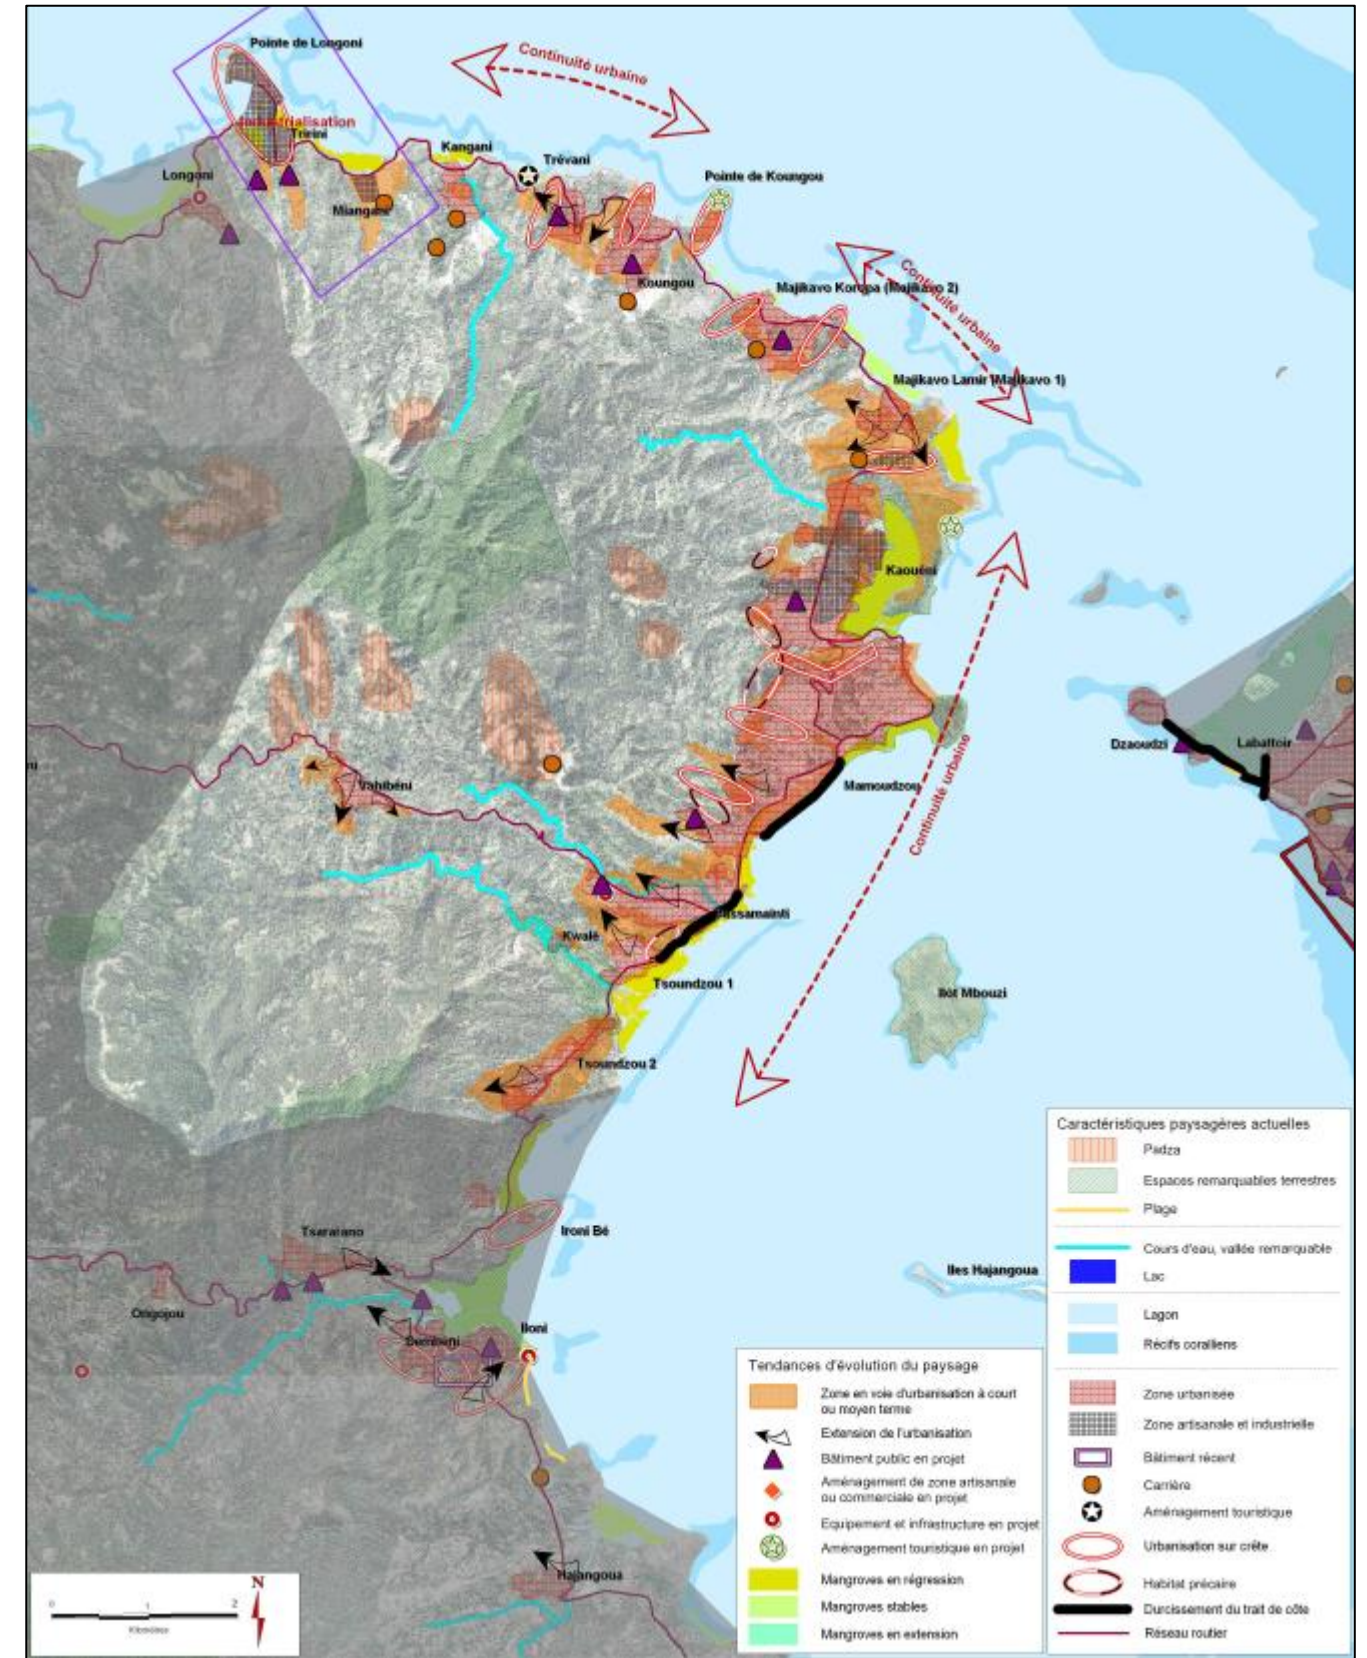 Pointe de Longoni
Continuité urbaine
Industrialisation
Tririni
Kangani
Trévani
Longoni
Pointe de Koungou
Miangani
Koungou
Majikavo Koropa (Majikavo 2)
Continuité urbaine
Majikavo Lamir (Majikavo 1)
Kaouéni
Continuité urbaine
Dzaoudzi
Labattoir
Mamoudzou
Vahibéni
Passamainti
Kwalé
Tsoundzou 1
Ilôt Mbouzi
Tsoundzou 2
Tsararano
Ironi Bé
Iles Hajangoua
Ongojou
Iloni
Dembéni
Hajangoua
N
0 1 2
Kilomètres
Tendances d'évolution du paysage
Zone en voie d'urbanisation à court
ou moyen terme
Extension de l'urbanisation
Bâtiment public en projet
Aménagement de zone artisanale
ou commerciale en projet
Equipement et infrastructure en projet
Aménagement touristique en projet
Mangroves en régression
Mangroves stables
Mangroves en extension
Caractéristiques paysagères actuelles
Padza
Espaces remarquables terrestres
Plage
Cours d'eau, vallée remarquable
Lac
Lagon
Récifs coralliens
Zone urbanisée
Zone artisanale et industrielle
Bâtiment récent
Carrière
Aménagement touristique
Urbanisation sur crête
Habitat précaire
Durcissement du trait de côte
Réseau routier